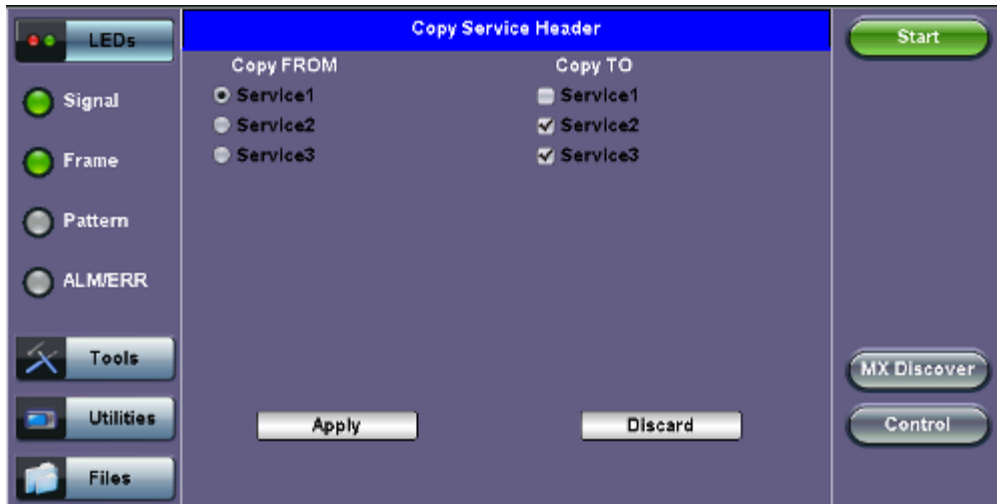 LEDs
Signal
Frame
Pattern
ALM/ERR
Tools
Utilities
Files
Copy Service Header
Copy FROM
Service1
Service2
Service3
Copy TO
Service1
Service2
Service3
Apply
Discard
Start
MX Discover
Control